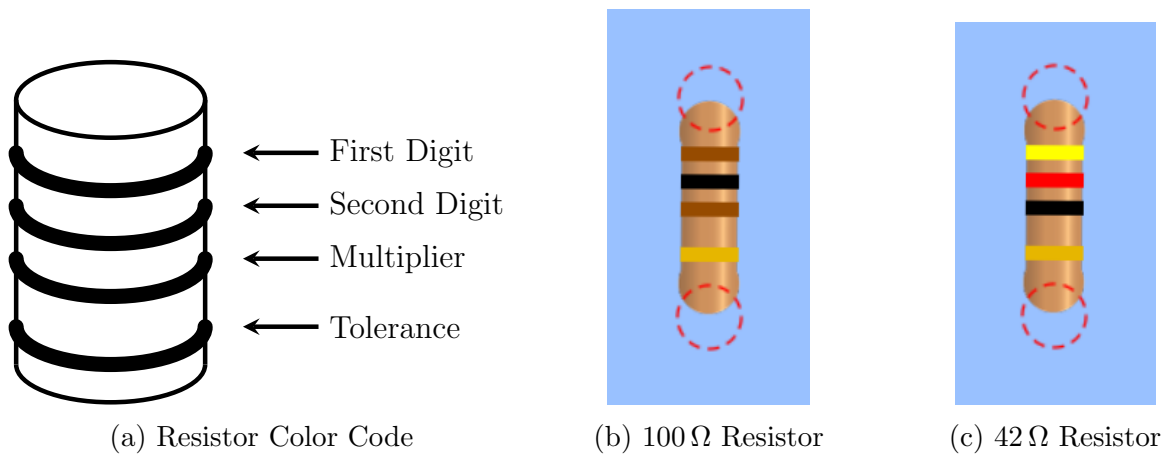 First Digit
Second Digit
Multiplier
Tolerance
(a) Resistor Color Code
(b) 100 Ω Resistor
(c) 42 Ω Resistor